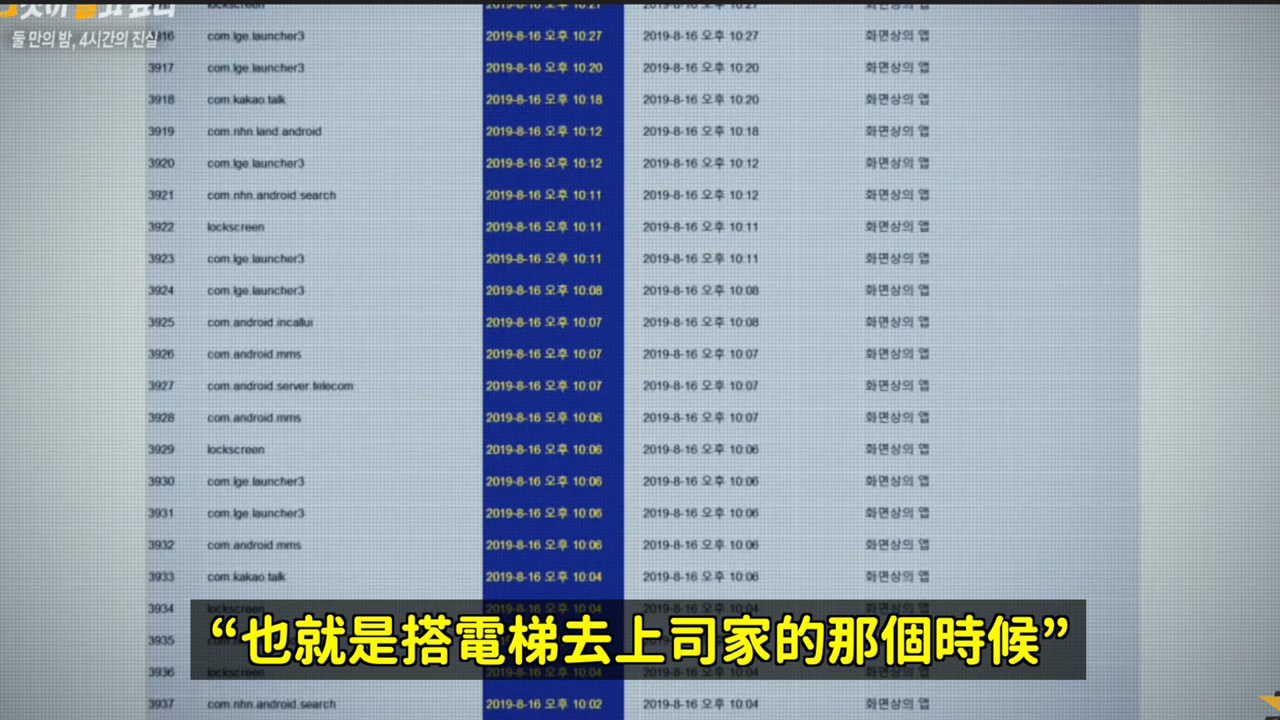 둘 만의 밤, 4시간의 진실
lockscreen 2019-8-16 오후 10:27 2019-8-16 오후 10:27 화면상의 앱
3916 com.lge.launcher3 2019-8-16 오후 10:27 2019-8-16 오후 10:27 화면상의 앱
3917 com.lge.launcher3 2019-8-16 오후 10:20 2019-8-16 오후 10:20 화면상의 앱
3918 com.kakao.talk 2019-8-16 오후 10:18 2019-8-16 오후 10:20 화면상의 앱
3919 com.nhn.land.android 2019-8-16 오후 10:12 2019-8-16 오후 10:18 화면상의 앱
3920 com.lge.launcher3 2019-8-16 오후 10:12 2019-8-16 오후 10:12 화면상의 앱
3921 com.nhn.android.search 2019-8-16 오후 10:11 2019-8-16 오후 10:12 화면상의 앱
3922 lockscreen 2019-8-16 오후 10:11 2019-8-16 오후 10:11 화면상의 앱
3923 com.lge.launcher3 2019-8-16 오후 10:11 2019-8-16 오후 10:11 화면상의 앱
3924 com.lge.launcher3 2019-8-16 오후 10:08 2019-8-16 오후 10:08 화면상의 앱
3925 com.android.incallui 2019-8-16 오후 10:07 2019-8-16 오후 10:08 화면상의 앱
3926 com.android.mms 2019-8-16 오후 10:07 2019-8-16 오후 10:07 화면상의 앱
3927 com.android.server.telecom 2019-8-16 오후 10:07 2019-8-16 오후 10:07 화면상의 앱
3928 com.android.mms 2019-8-16 오후 10:06 2019-8-16 오후 10:07 화면상의 앱
3929 lockscreen 2019-8-16 오후 10:06 2019-8-16 오후 10:06 화면상의 앱
3930 com.lge.launcher3 2019-8-16 오후 10:06 2019-8-16 오후 10:06 화면상의 앱
3931 com.lge.launcher3 2019-8-16 오후 10:06 2019-8-16 오후 10:06 화면상의 앱
3932 com.android.mms 2019-8-16 오후 10:06 2019-8-16 오후 10:06 화면상의 앱
3933 com.kakao.talk 2019-8-16 오후 10:04 2019-8-16 오후 10:06 화면상의 앱
3934 lockscreen 2019-8-16 오후 10:04 2019-8-16 오후 10:04 화면상의 앱
3935
3936 lockscreen
3937 com.nhn.android.search 2019-8-16 오후 10:02 2019-8-16 오후 10:04 화면상의 앱
“也就是搭電梯去上司家的那個時候”